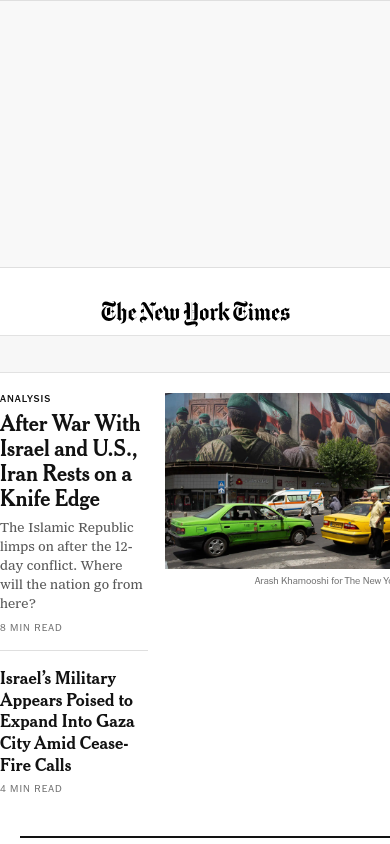 The New York Times
ANALYSIS
After War With
Israel and U.S.,
Iran Rests on a
Knife Edge
The Islamic Republic
limps on after the 12-
day conflict. Where
will the nation go from
here?
8 MIN READ
Arash Khamooshi for The New Yo
Israel’s Military
Appears Poised to
Expand Into Gaza
City Amid Cease-
Fire Calls
4 MIN READ